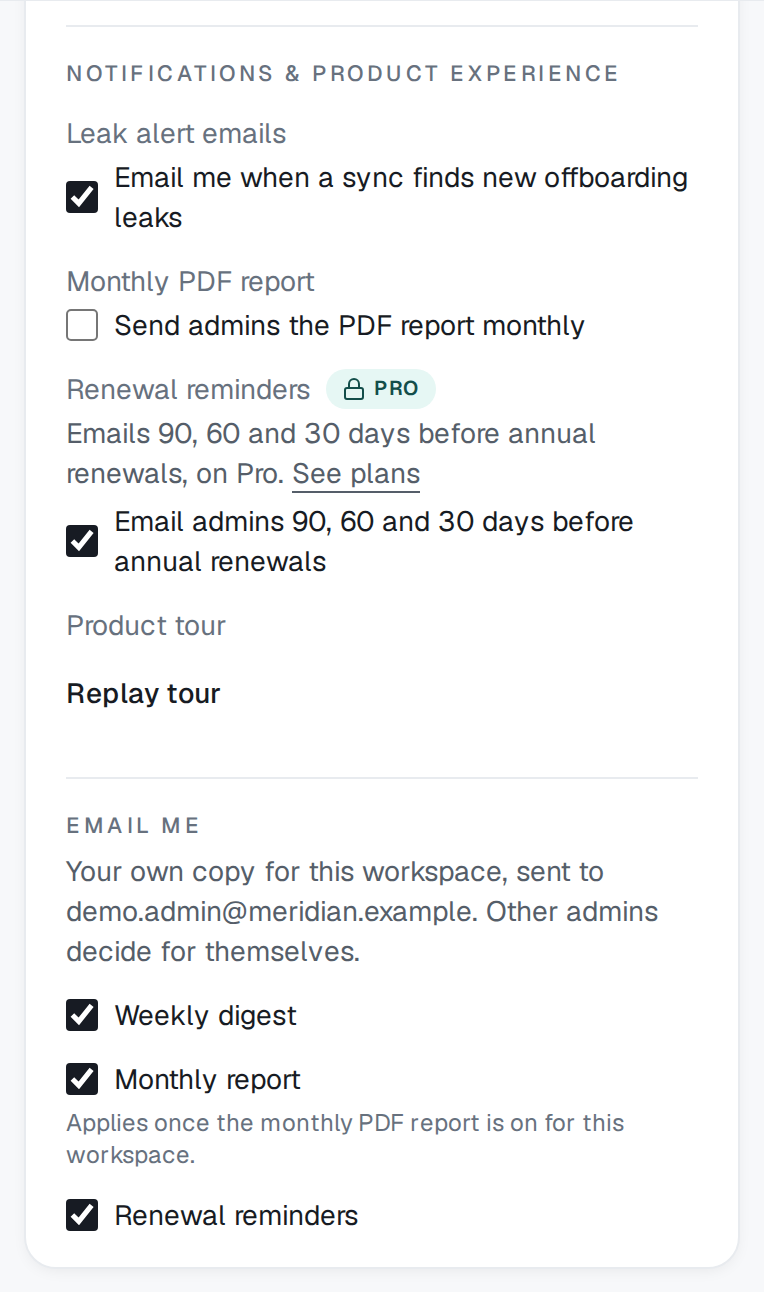 NOTIFICATIONS & PRODUCT EXPERIENCE
Leak alert emails
Email me when a sync finds new offboarding
leaks
Monthly PDF report
Send admins the PDF report monthly
Renewal reminders PRO
Emails 90, 60 and 30 days before annual
renewals, on Pro. See plans
Email admins 90, 60 and 30 days before
annual renewals
Product tour
Replay tour
EMAIL ME
Your own copy for this workspace, sent to
demo.admin@meridian.example. Other admins
decide for themselves.
Weekly digest
Monthly report
Applies once the monthly PDF report is on for this
workspace.
Renewal reminders